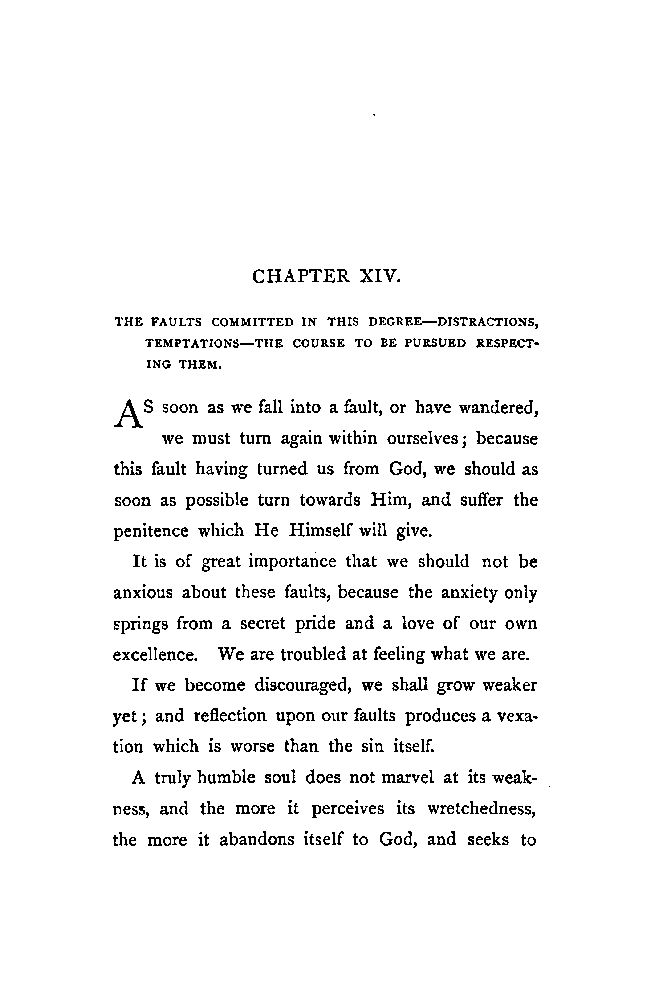 CHAPTER XIV.
THE FAULTS COMMITTED IN THIS DEGREE—DISTRACTIONS,
TEMPTATIONS—THE COURSE TO BE PURSUED RESPECT-
ING THEM.
AS soon as we fall into a fault, or have wandered,
we must turn again within ourselves; because
this fault having turned us from God, we should as
soon as possible turn towards Him, and suffer the
penitence which He Himself will give.
It is of great importance that we should not be
anxious about these faults, because the anxiety only
springs from a secret pride and a love of our own
excellence. We are troubled at feeling what we are.
If we become discouraged, we shall grow weaker
yet; and reflection upon our faults produces a vexa-
tion which is worse than the sin itself.
A truly humble soul does not marvel at its weak-
ness, and the more it perceives its wretchedness,
the more it abandons itself to God, and seeks to